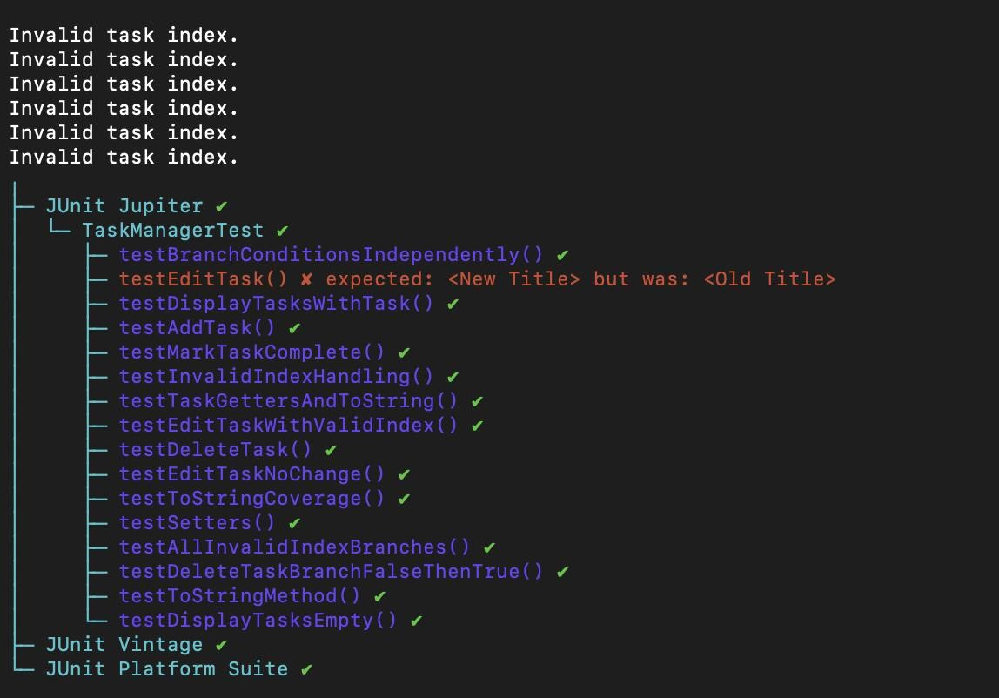 Invalid task index.
Invalid task index.
Invalid task index.
Invalid task index.
Invalid task index.
Invalid task index.
JUnit Jupiter ✔
TaskManagerTest ✔
testBranchConditionsIndependently() ✔
testEditTask() ✘ expected: <New Title> but was: <Old Title>
testDisplayTasksWithTask() ✔
testAddTask() ✔
testMarkTaskComplete() ✔
testInvalidIndexHandling() ✔
testTaskGettersAndToString() ✔
testEditTaskWithValidIndex() ✔
testDeleteTask() ✔
testEditTaskNoChange() ✔
testToStringCoverage() ✔
testSetters() ✔
testAllInvalidIndexBranches() ✔
testDeleteTaskBranchFalseThenTrue() ✔
testToStringMethod() ✔
testDisplayTasksEmpty() ✔
JUnit Vintage ✔
JUnit Platform Suite ✔